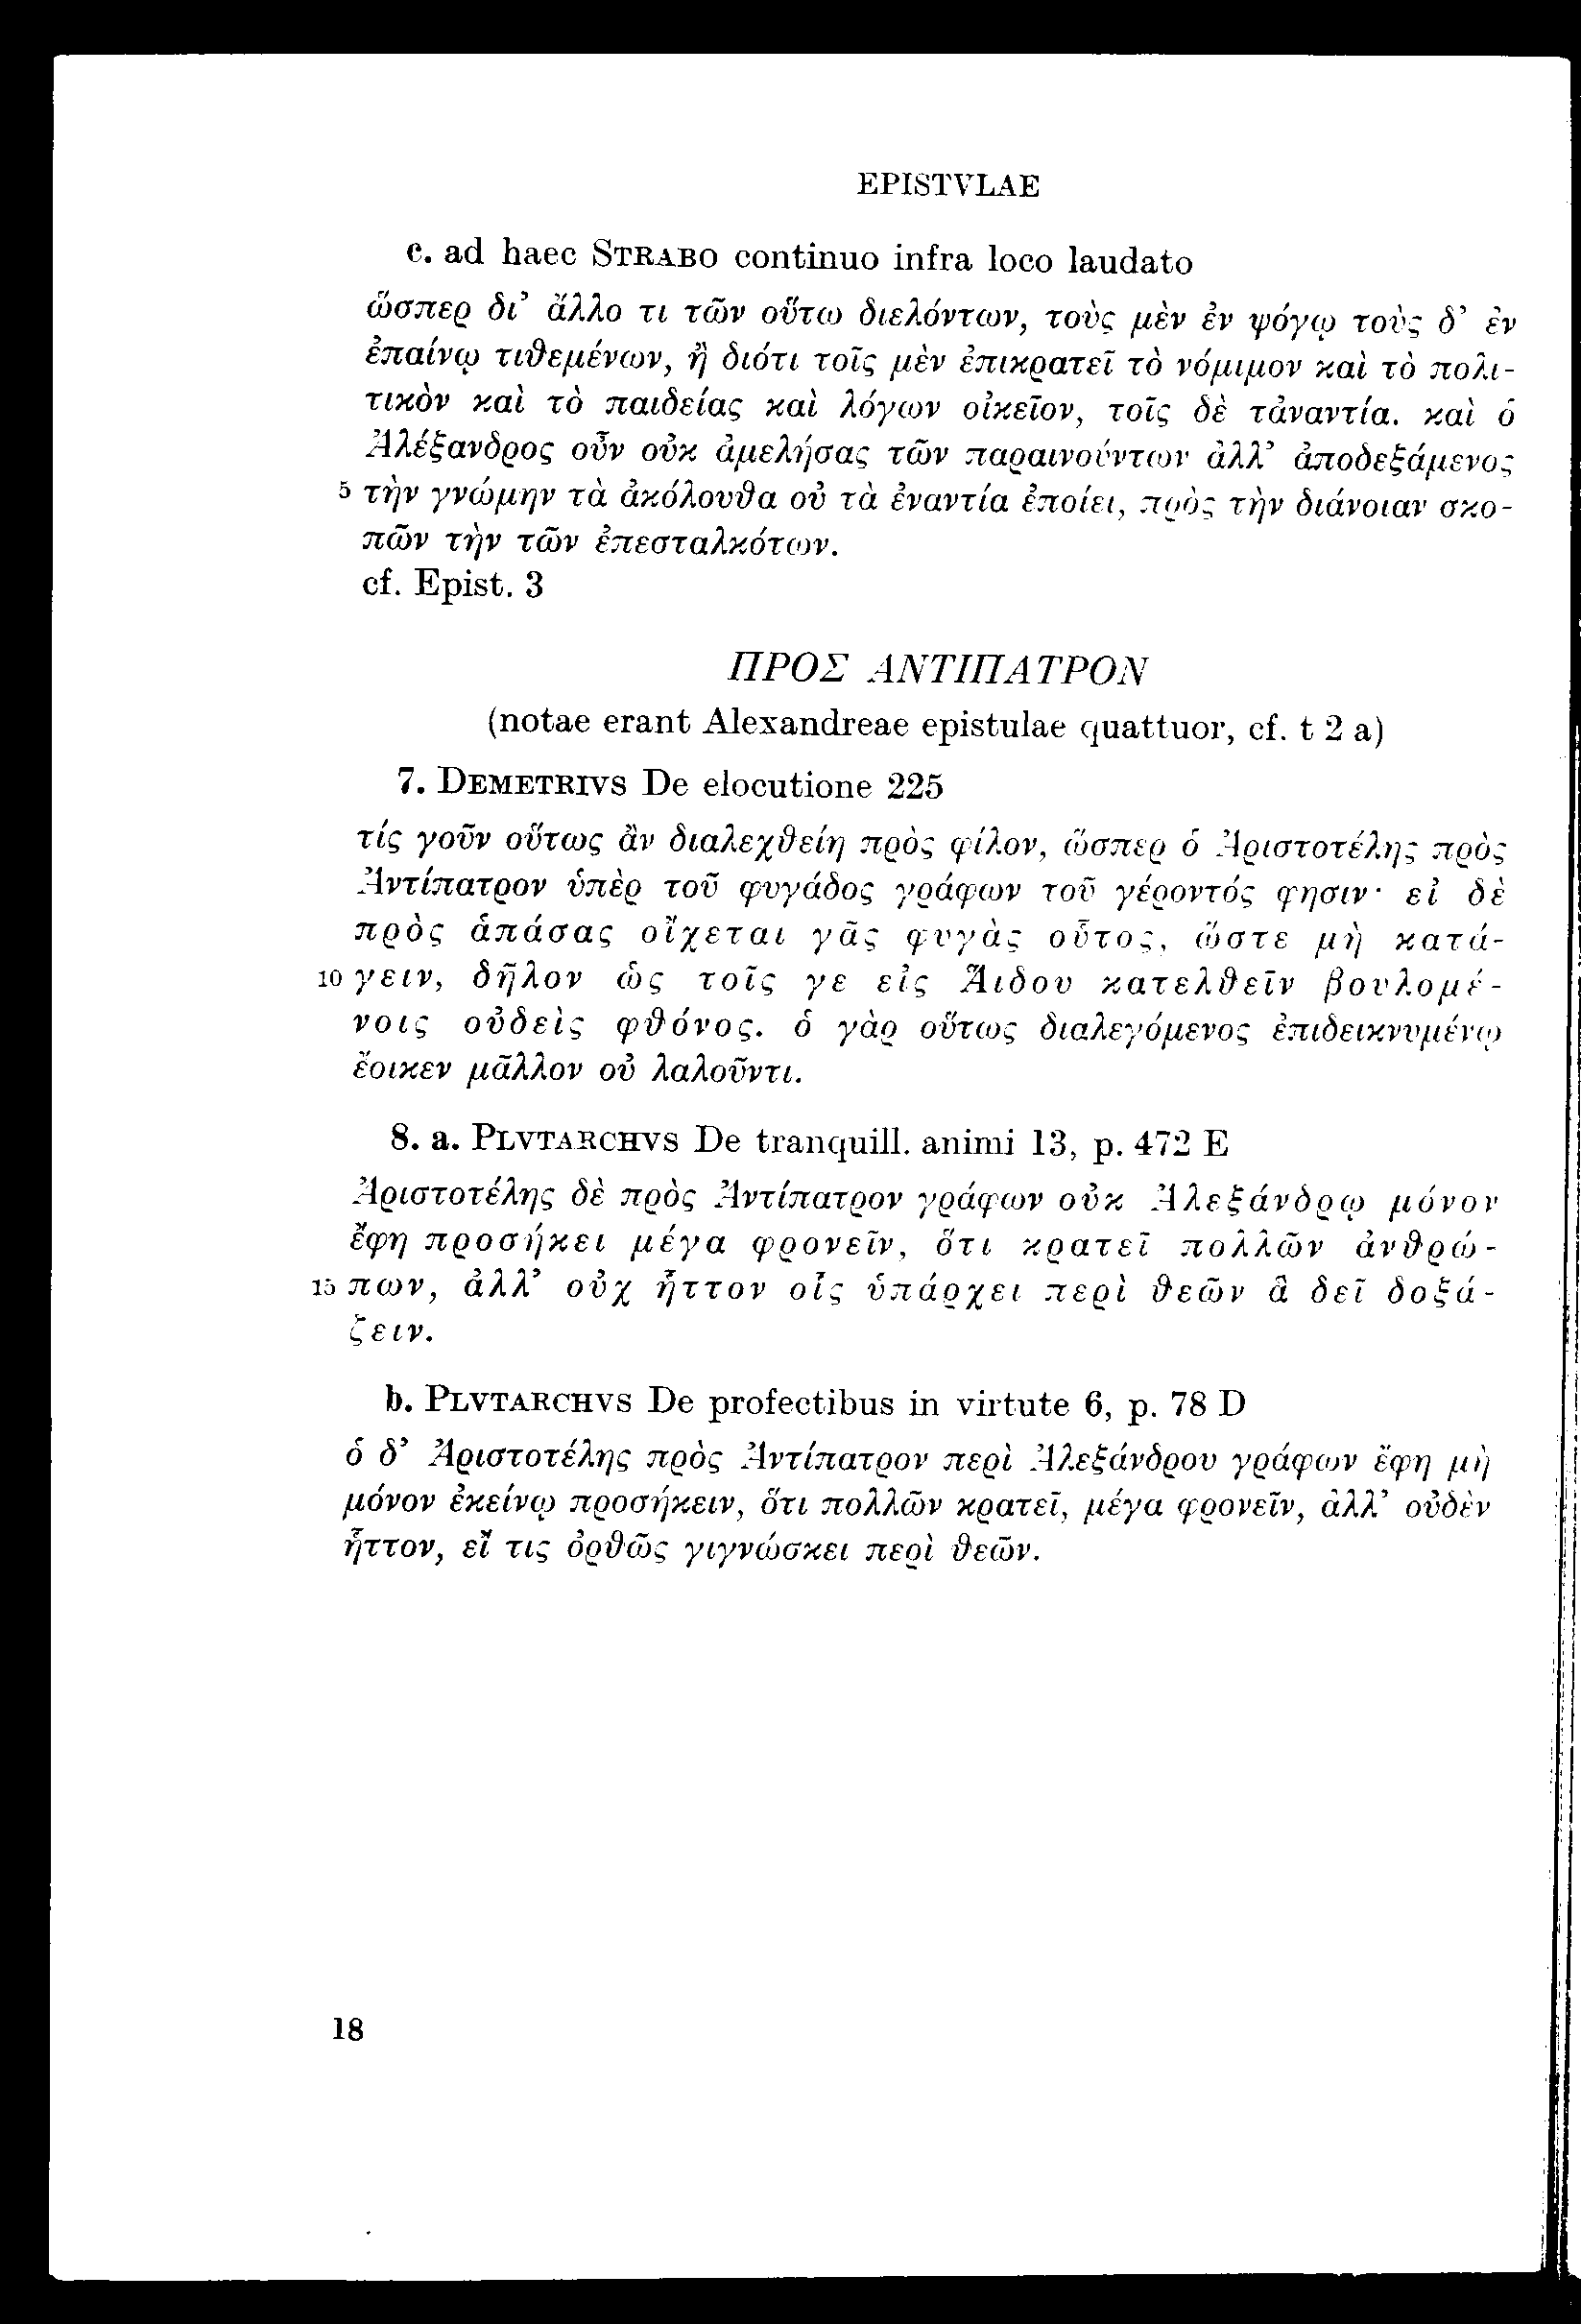 EPISTVLAE
c. ad haec STRABO continuo infra loco laudato
ὥσπερ δι’ ἄλλο τι τῶν οὕτω διελόντων, τοὺς μὲν ἐν ψόγῳ τοὺς δ’ ἐν
ἐπαίνῳ τιθεμένων, ἢ διότι τοῖς μὲν ἐπικρατεῖ τὸ νόμιμον καὶ τὸ πολι-
τικὸν καὶ τὸ παιδείας καὶ λόγων οἰκεῖον, τοῖς δὲ τἀναντία. καὶ ὁ
Ἀλέξανδρος οὖν οὐκ ἀμελήσας τῶν παραινούντων ἀλλ’ ἀποδεξάμενος
5 τὴν γνώμην τὰ ἀκόλουθα οὐ τὰ ἐναντία ἐποίει, πρὸς τὴν διάνοιαν σκο-
πῶν τὴν τῶν ἐπεσταλκότων.
cf. Epist. 3
ΠΡΟΣ ΑΝΤΙΠΑΤΡΟΝ
(notae erant Alexandreae epistulae quattuor, cf. t 2 a)
7. DEMETRIVS De elocutione 225
τίς γοῦν οὕτως ἂν διαλεχθείη πρὸς φίλον, ὥσπερ ὁ Ἀριστοτέλης πρὸς
Ἀντίπατρον ὑπὲρ τοῦ φυγάδος γράφων τοῦ γέροντός φησιν· εἰ δὲ
πρὸς ἁπάσας οἴχεται γᾶς φυγὰς οὗτος, ὥστε μὴ κατά-
10 γειν, δῆλον ὡς τοῖς γε εἰς Ἅιδου κατελθεῖν βουλομέ-
νοις οὐδεὶς φθόνος. ὁ γὰρ οὕτως διαλεγόμενος ἐπιδεικνυμένῳ
ἔοικεν μᾶλλον οὐ λαλοῦντι.
8. a. PLVTARCHVS De tranquill. animi 13, p. 472 E
Ἀριστοτέλης δὲ πρὸς Ἀντίπατρον γράφων οὐκ Ἀλεξάνδρῳ μόνον
ἔφη προσήκει μέγα φρονεῖν, ὅτι κρατεῖ πολλῶν ἀνθρώ-
15 πων, ἀλλ’ οὐχ ἧττον οἷς ὑπάρχει περὶ θεῶν ἃ δεῖ δοξά-
ζειν.
b. PLVTARCHVS De profectibus in virtute 6, p. 78 D
ὁ δ’ Ἀριστοτέλης πρὸς Ἀντίπατρον περὶ Ἀλεξάνδρου γράφων ἔφη μὴ
μόνον ἐκείνῳ προσήκειν, ὅτι πολλῶν κρατεῖ, μέγα φρονεῖν, ἀλλ’ οὐδὲν
ἧττον, εἴ τις ὀρθῶς γιγνώσκει περὶ θεῶν.
18